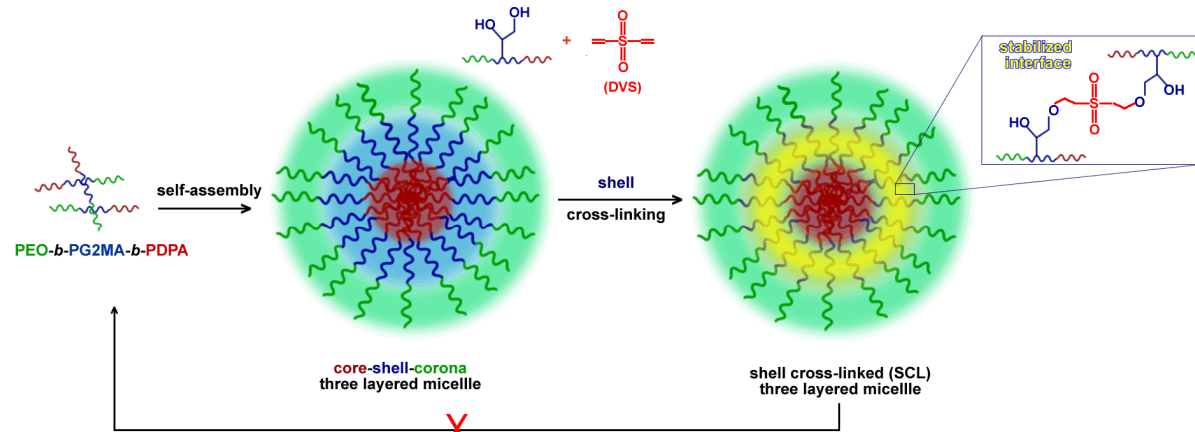 HO
OH
+
O
S
O
(DVS)
stabilized
interface
O
S
O
O
O
OH
HO
self-assembly
shell
cross-linking
PEO-b-PG2MA-b-PDPA
core-shell-corona
three layered micellle
shell cross-linked (SCL)
three layered micellle